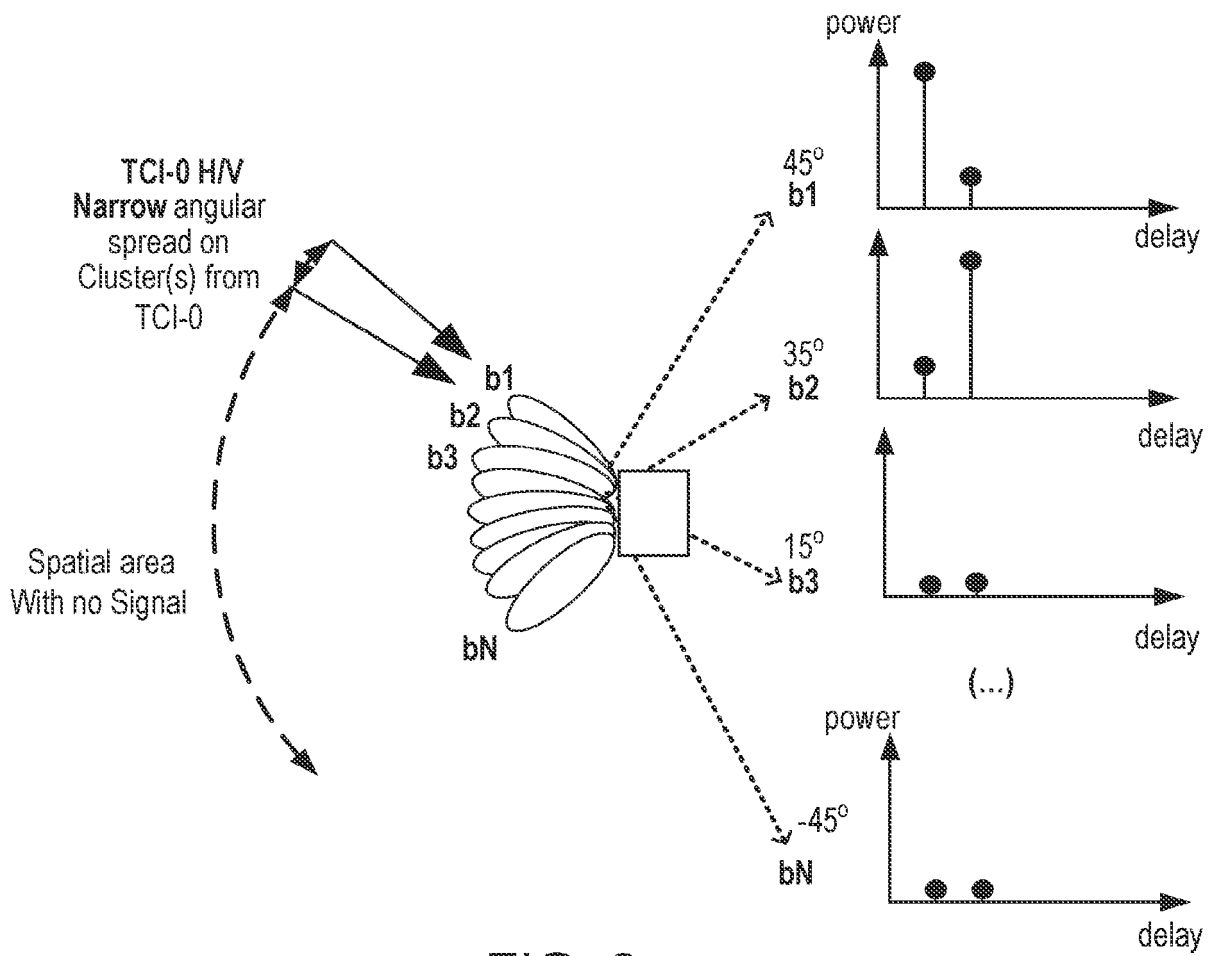 power
45°
b1
delay
TCI-0 H/V
Narrow angular
spread on
Cluster(s) from
TCI-0
b1
b2
b3
bN
Spatial area
With no Signal
35°
b2
delay
15°
b3
delay
(...)
power
-45°
bN
delay